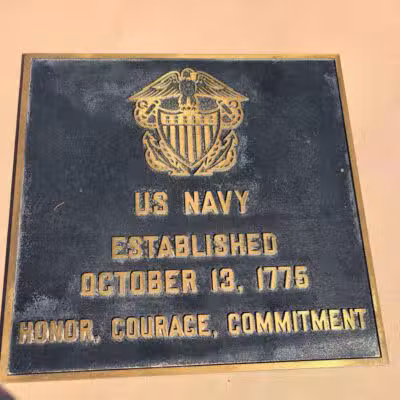 US NAVY
ESTABLISHED
OCTOBER 13, 1775
HONOR, COURAGE, COMMITMENT